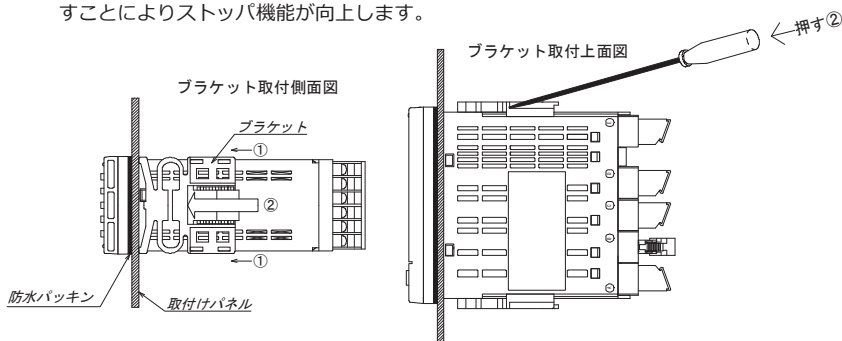 すことによりストッパ機能が向上します。
ブラケット取付上面図
押す②
ブラケット取付側面図
ブラケット
①
②
①
防水パッキン
取付けパネル